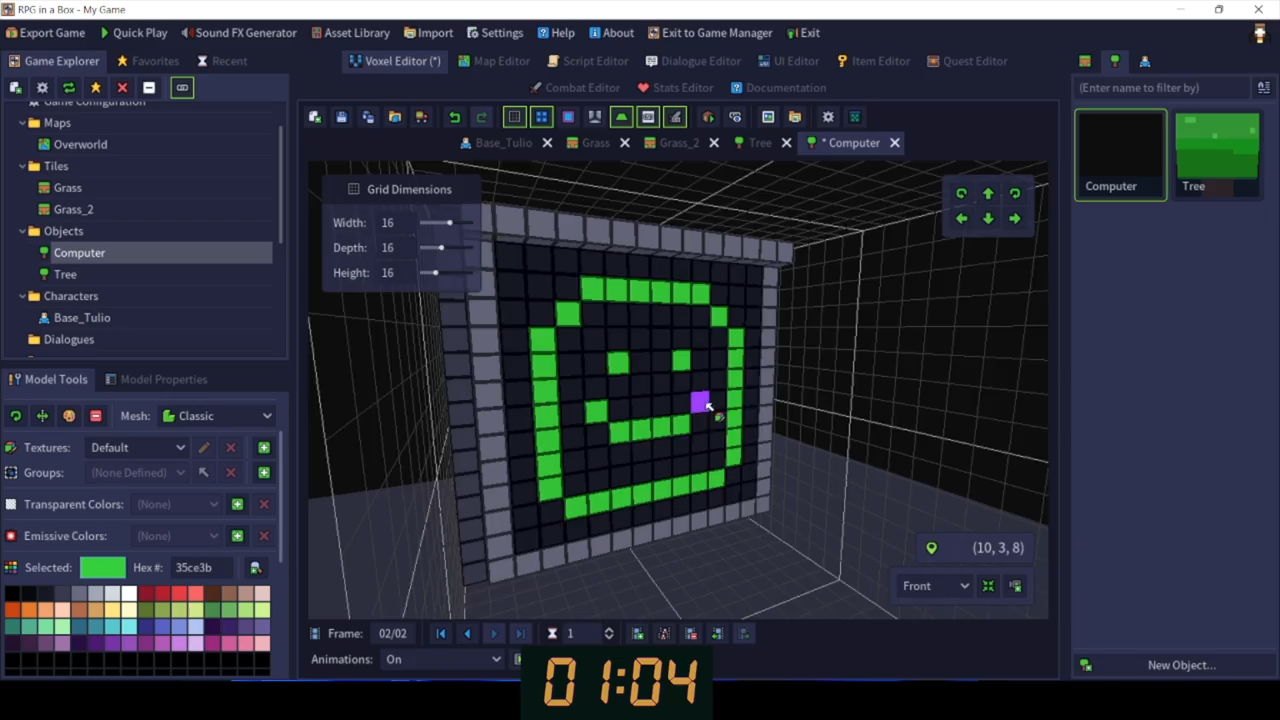 RPG in a Box - My Game
Export Game Quick Play Sound FX Generator Asset Library Import Settings Help About Exit to Game Manager Exit
Game Explorer Favorites Recent Voxel Editor (*) Map Editor Script Editor Dialogue Editor UI Editor Item Editor Quest Editor
Combat Editor Stats Editor Documentation
(Enter name to filter by)
Game Configuration
Maps
Overworld
Tiles
Grass
Grass_2
Objects
Computer
Tree
Characters
Base_Tulio
Dialogues
Base_Tulio Grass Grass_2 Tree * Computer
Grid Dimensions
Width: 16
Depth: 16
Height: 16
Computer Tree
Model Tools Model Properties
Mesh: Classic
Textures: Default
Groups: (None Defined)
Transparent Colors: (None)
Emissive Colors: (None)
Selected: Hex #: 35ce3b
(10, 3, 8)
Front
Frame: 02/02 1
Animations: On
New Object...
01:04